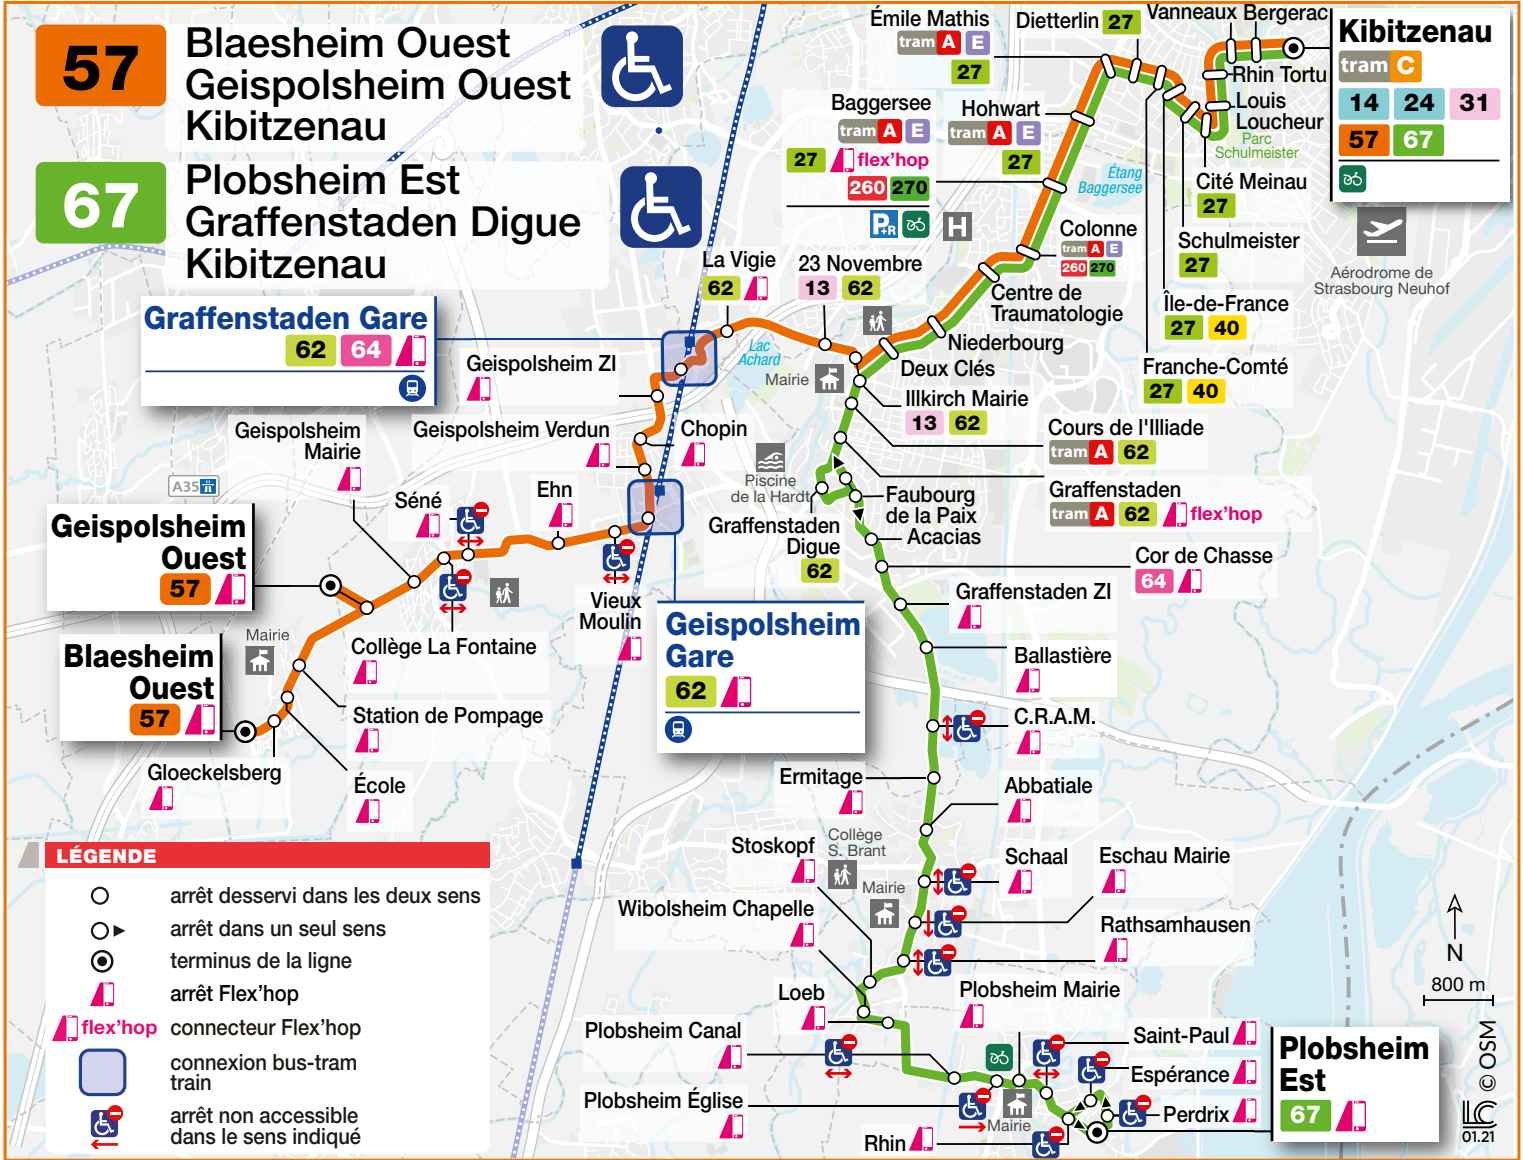 57
Blaesheim Ouest
Geispolsheim Ouest
Kibitzenau
67
Plobsheim Est
Graffenstaden Digue
Kibitzenau
Émile Mathis
tram A E
27
Dietterlin 27
Vanneaux
Bergerac
Kibitzenau
tram C
14 24 31
57 67
Rhin Tortu
Louis
Loucheur
Parc
Schulmeister
Baggersee
tram A E
27 flex'hop
260 270
P+R
H
Hohwart
tram A E
27
Étang
Baggersee
Cité Meinau
27
Colonne
tram A E
260 270
Schulmeister
27
Aérodrome de
Strasbourg Neuhof
La Vigie
62
23 Novembre
13 62
Centre de
Traumatologie
Île-de-France
27 40
Graffenstaden Gare
62 64
Niederbourg
Lac
Achard
Geispolsheim ZI
Deux Clés
Franche-Comté
27 40
Mairie
Illkirch Mairie
13 62
Geispolsheim
Mairie
Geispolsheim Verdun
Chopin
Cours de l'Illiade
tram A 62
A35
Piscine
de la Hardt
Séné
Ehn
Faubourg
de la Paix
Graffenstaden
tram A 62 flex'hop
Geispolsheim
Ouest
57
Graffenstaden
Digue
62
Acacias
Cor de Chasse
64
Graffenstaden ZI
Vieux
Moulin
Geispolsheim
Gare
62
Mairie
Collège La Fontaine
Blaesheim
Ouest
57
Ballastière
Station de Pompage
C.R.A.M.
Gloeckelsberg
École
Ermitage
Abbatiale
Stoskopf
Collège
S. Brant
Schaal
Eschau Mairie
Mairie
Wibolsheim Chapelle
Rathsamhausen
Loeb
Plobsheim Mairie
Plobsheim Canal
Saint-Paul
Espérance
Plobsheim Église
Mairie
Perdrix
Rhin
Plobsheim
Est
67
LÉGENDE
arrêt desservi dans les deux sens
arrêt dans un seul sens
terminus de la ligne
arrêt Flex'hop
flex'hop connecteur Flex'hop
connexion bus-tram
train
arrêt non accessible
dans le sens indiqué
N
800 m
© OSM
LC
01.21